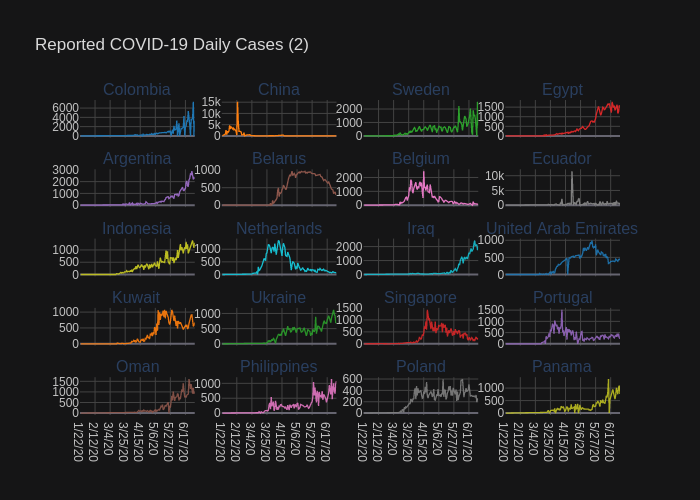 Reported COVID-19 Daily Cases (2)
Colombia China Sweden Egypt
6000 4000 2000 0
15k 10k 5k 0
2000 1000 0
1500 1000 500 0
Argentina Belarus Belgium Ecuador
3000 2000 1000 0
1000 500 0
2000 1000 0
10k 5k 0
Indonesia Netherlands Iraq United Arab Emirates
1000 500 0
1000 500 0
2000 1000 0
1000 500 0
Kuwait Ukraine Singapore Portugal
1000 500 0
1000 500 0
1500 1000 500 0
1500 1000 500 0
Oman Philippines Poland Panama
1500 1000 500 0
1000 500 0
600 400 200 0
1000 500 0
1/22/20 2/12/20 3/4/20 3/25/20 4/15/20 5/6/20 5/27/20 6/17/20
1/22/20 2/12/20 3/4/20 3/25/20 4/15/20 5/6/20 5/27/20 6/17/20
1/22/20 2/12/20 3/4/20 3/25/20 4/15/20 5/6/20 5/27/20 6/17/20
1/22/20 2/12/20 3/4/20 3/25/20 4/15/20 5/6/20 5/27/20 6/17/20